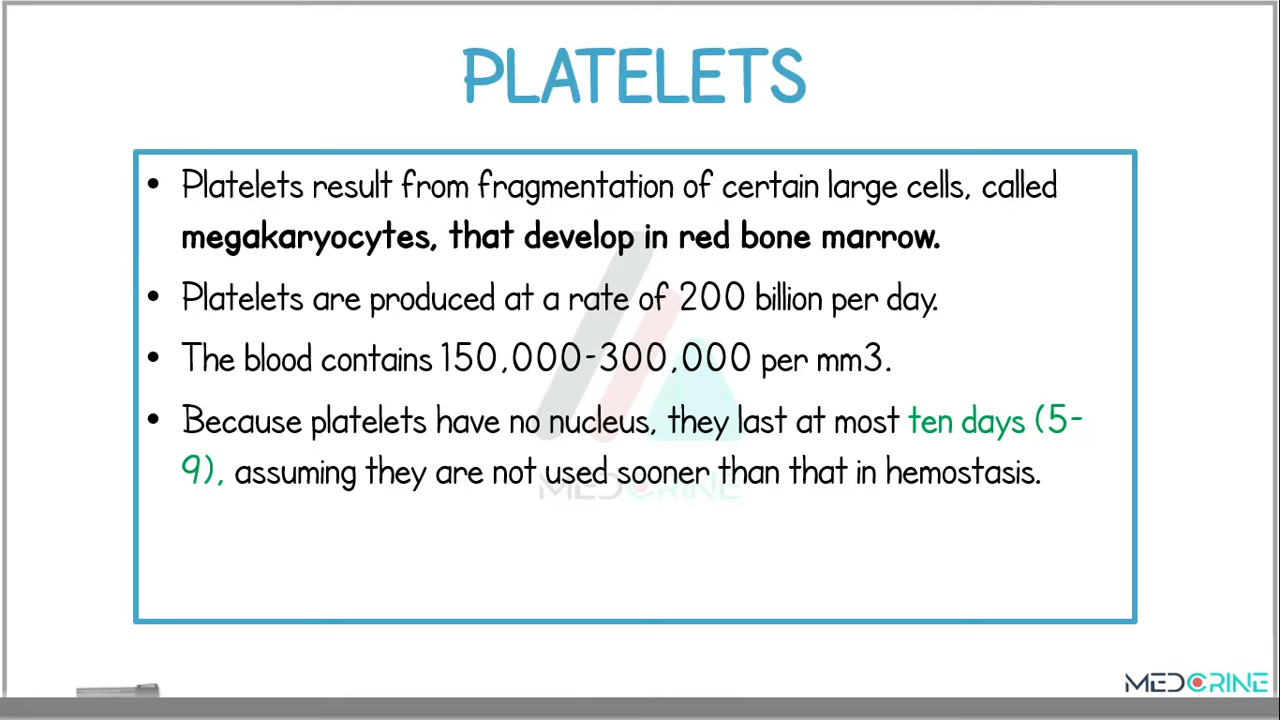 PLATELETS
• Platelets result from fragmentation of certain large cells, called
megakaryocytes, that develop in red bone marrow.
• Platelets are produced at a rate of 200 billion per day.
• The blood contains 150,000-300,000 per mm3.
• Because platelets have no nucleus, they last at most ten days (5-
9), assuming they are not used sooner than that in hemostasis.
MEDCRINE
MEDCRINE